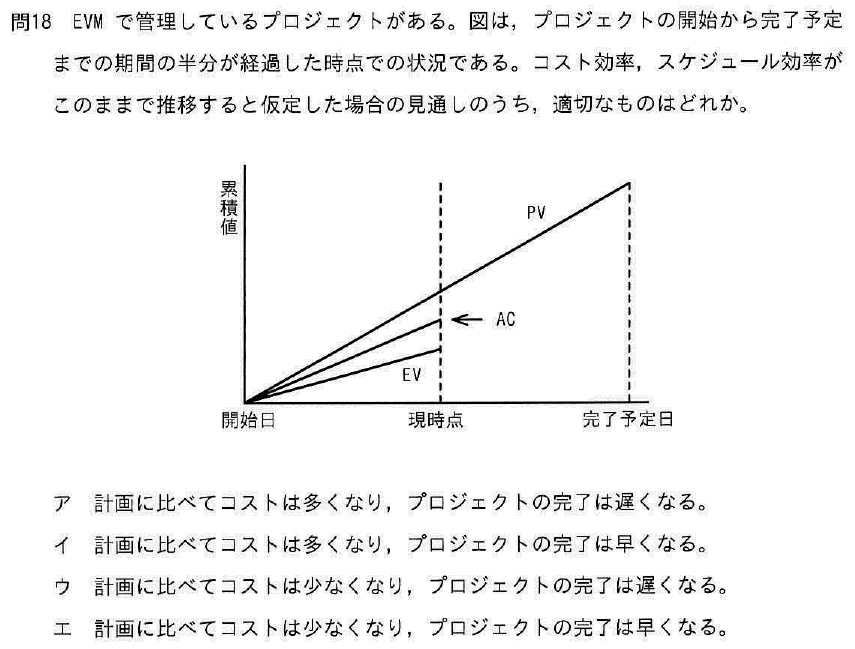 問18 EVM で管理しているプロジェクトがある。図は，プロジェクトの開始から完了予定
までの期間の半分が経過した時点での状況である。コスト効率，スケジュール効率が
このままで推移すると仮定した場合の見通しのうち，適切なものはどれか。
累積値
PV
AC
EV
開始日 現時点 完了予定日
ア 計画に比べてコストは多くなり，プロジェクトの完了は遅くなる。
イ 計画に比べてコストは多くなり，プロジェクトの完了は早くなる。
ウ 計画に比べてコストは少なくなり，プロジェクトの完了は遅くなる。
エ 計画に比べてコストは少なくなり，プロジェクトの完了は早くなる。